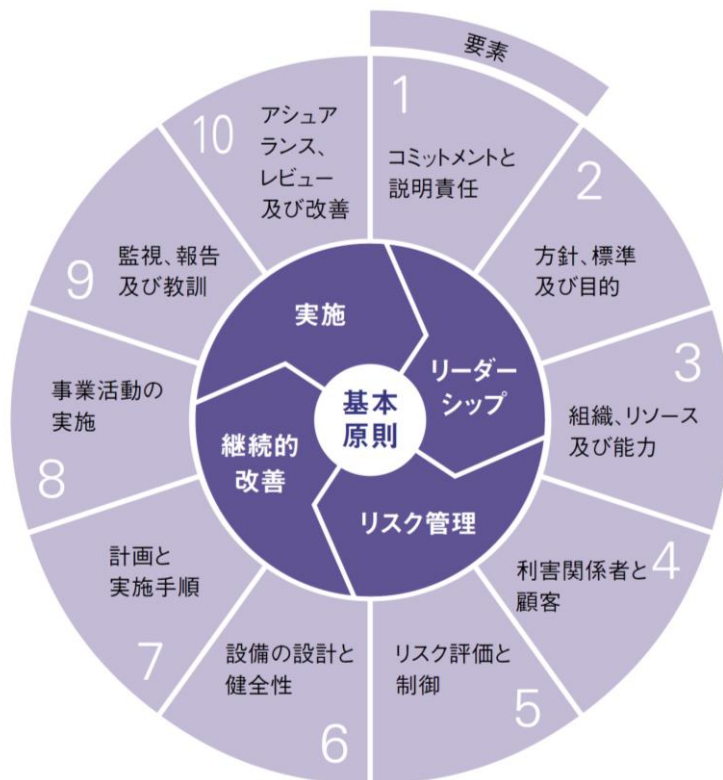 要素
1
コミットメントと
説明責任
2
方針、標準
及び目的
3
組織、リソース
及び能力
4
利害関係者と
顧客
5
リスク評価と
制御
6
設備の設計と
健全性
7
計画と
実施手順
8
事業活動の
実施
9
監視、報告
及び教訓
10
アシュア
ランス、
レビュー
及び改善
基本
原則
リーダー
シップ
リスク管理
継続的
改善
実施